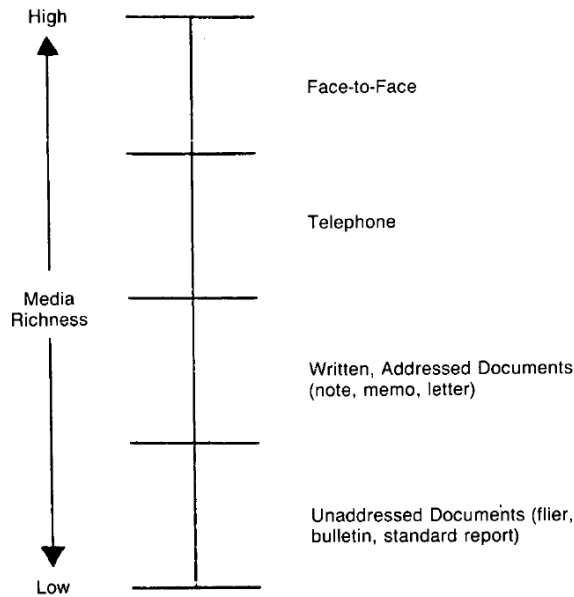 High
Face-to-Face
Telephone
Media
Richness
Written, Addressed Documents
(note, memo, letter)
Unaddressed Documents (flier,
bulletin, standard report)
Low